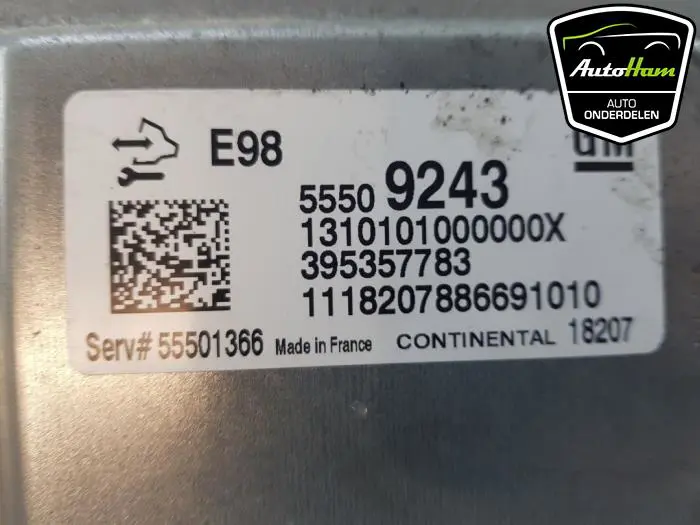 AutoHam
AUTO
ONDERDELEN
E98
GM
5550 9243
1310101000000X
395357783
1118207886691010
Serv# 55501366 Made in France CONTINENTAL 18207